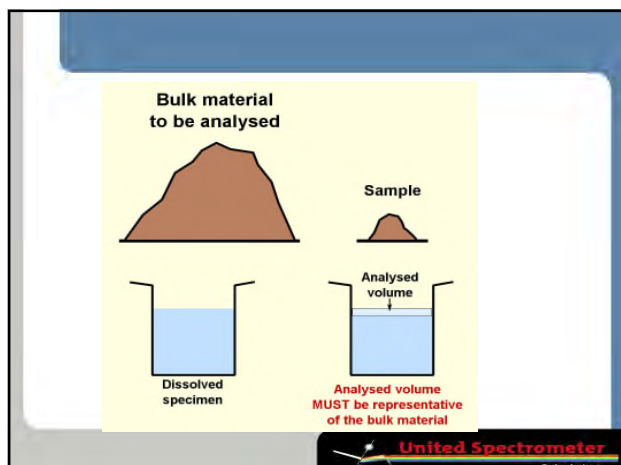 Bulk material
to be analysed
Sample
Analysed
volume
Dissolved
specimen
Analysed volume
MUST be representative
of the bulk material
United Spectrometer